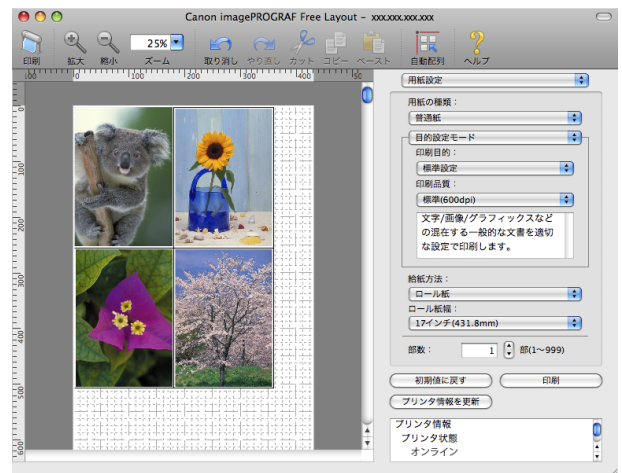 Canon imagePROGRAF Free Layout – xxx.xxx.xxx.xxx
25%
印刷 拡大 縮小 ズーム 取り消し やり直し カット コピー ペースト 自動配列 ヘルプ
100 0 100 200 300 400
0
100
200
300
400
500
600
用紙設定
用紙の種類：
普通紙
目的設定モード
印刷目的：
標準設定
印刷品質：
標準(600dpi)
文字/画像/グラフィックスなど
の混在する一般的な文書を適切
な設定で印刷します。
給紙方法：
ロール紙
ロール紙幅：
17インチ(431.8mm)
部数： 1 部(1〜999)
初期値に戻す 印刷
プリンタ情報を更新
プリンタ情報
プリンタ状態
オンライン